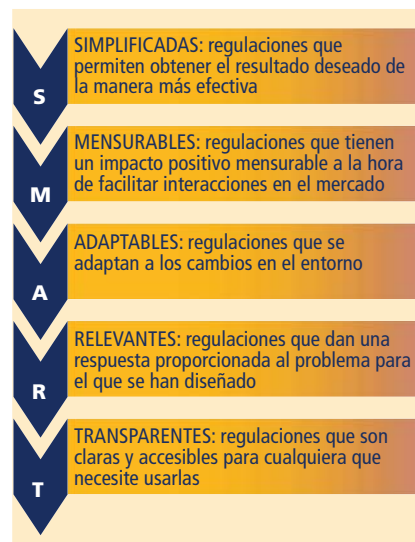 SIMPLIFICADAS: regulaciones que
permiten obtener el resultado deseado de
la manera más efectiva
S
MENSURABLES: regulaciones que tienen
un impacto positivo mensurable a la hora
de facilitar interacciones en el mercado
M
ADAPTABLES: regulaciones que se
adaptan a los cambios en el entorno
A
RELEVANTES: regulaciones que dan una
respuesta proporcionada al problema para
el que se han diseñado
R
TRANSPARENTES: regulaciones que son
claras y accesibles para cualquiera que
necesite usarlas
T